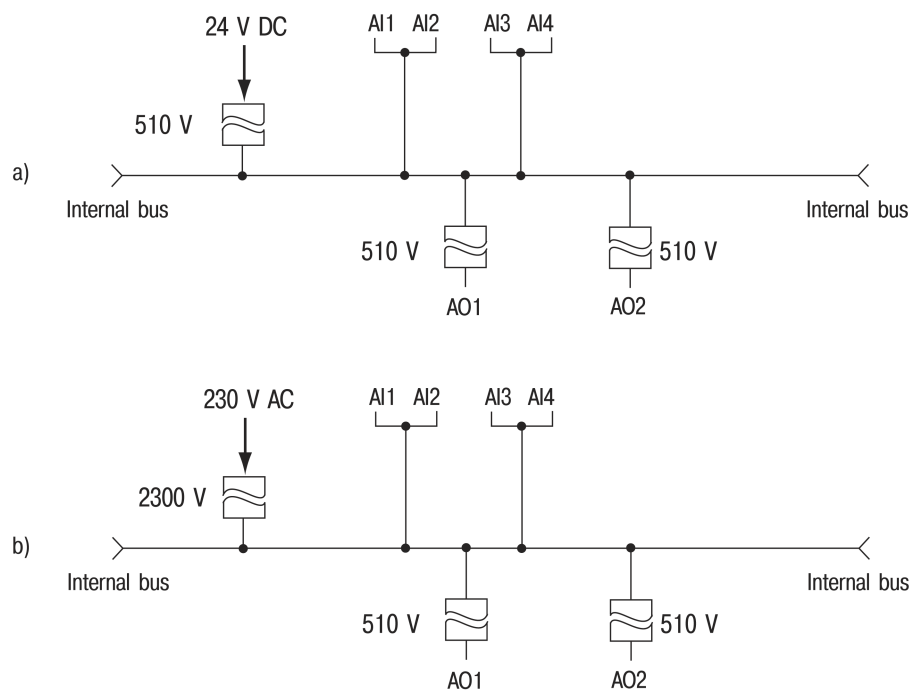 24 V DC
AI1 AI2 AI3 AI4
510 V
a)
Internal bus Internal bus
510 V 510 V
AO1 AO2
230 V AC
AI1 AI2 AI3 AI4
2300 V
b)
Internal bus Internal bus
510 V 510 V
AO1 AO2